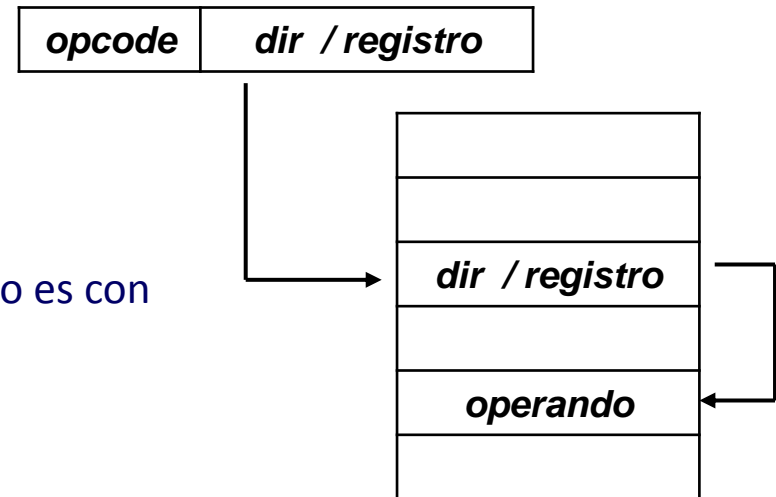 opcode dir / registro
dir / registro
o es con
operando